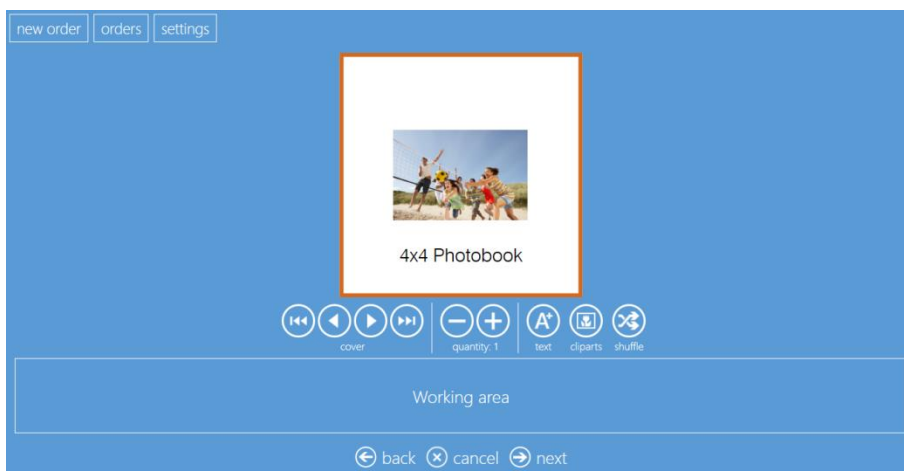 new order orders settings
4x4 Photobook
cover quantity: 1 text cliparts shuffle
Working area
back cancel next